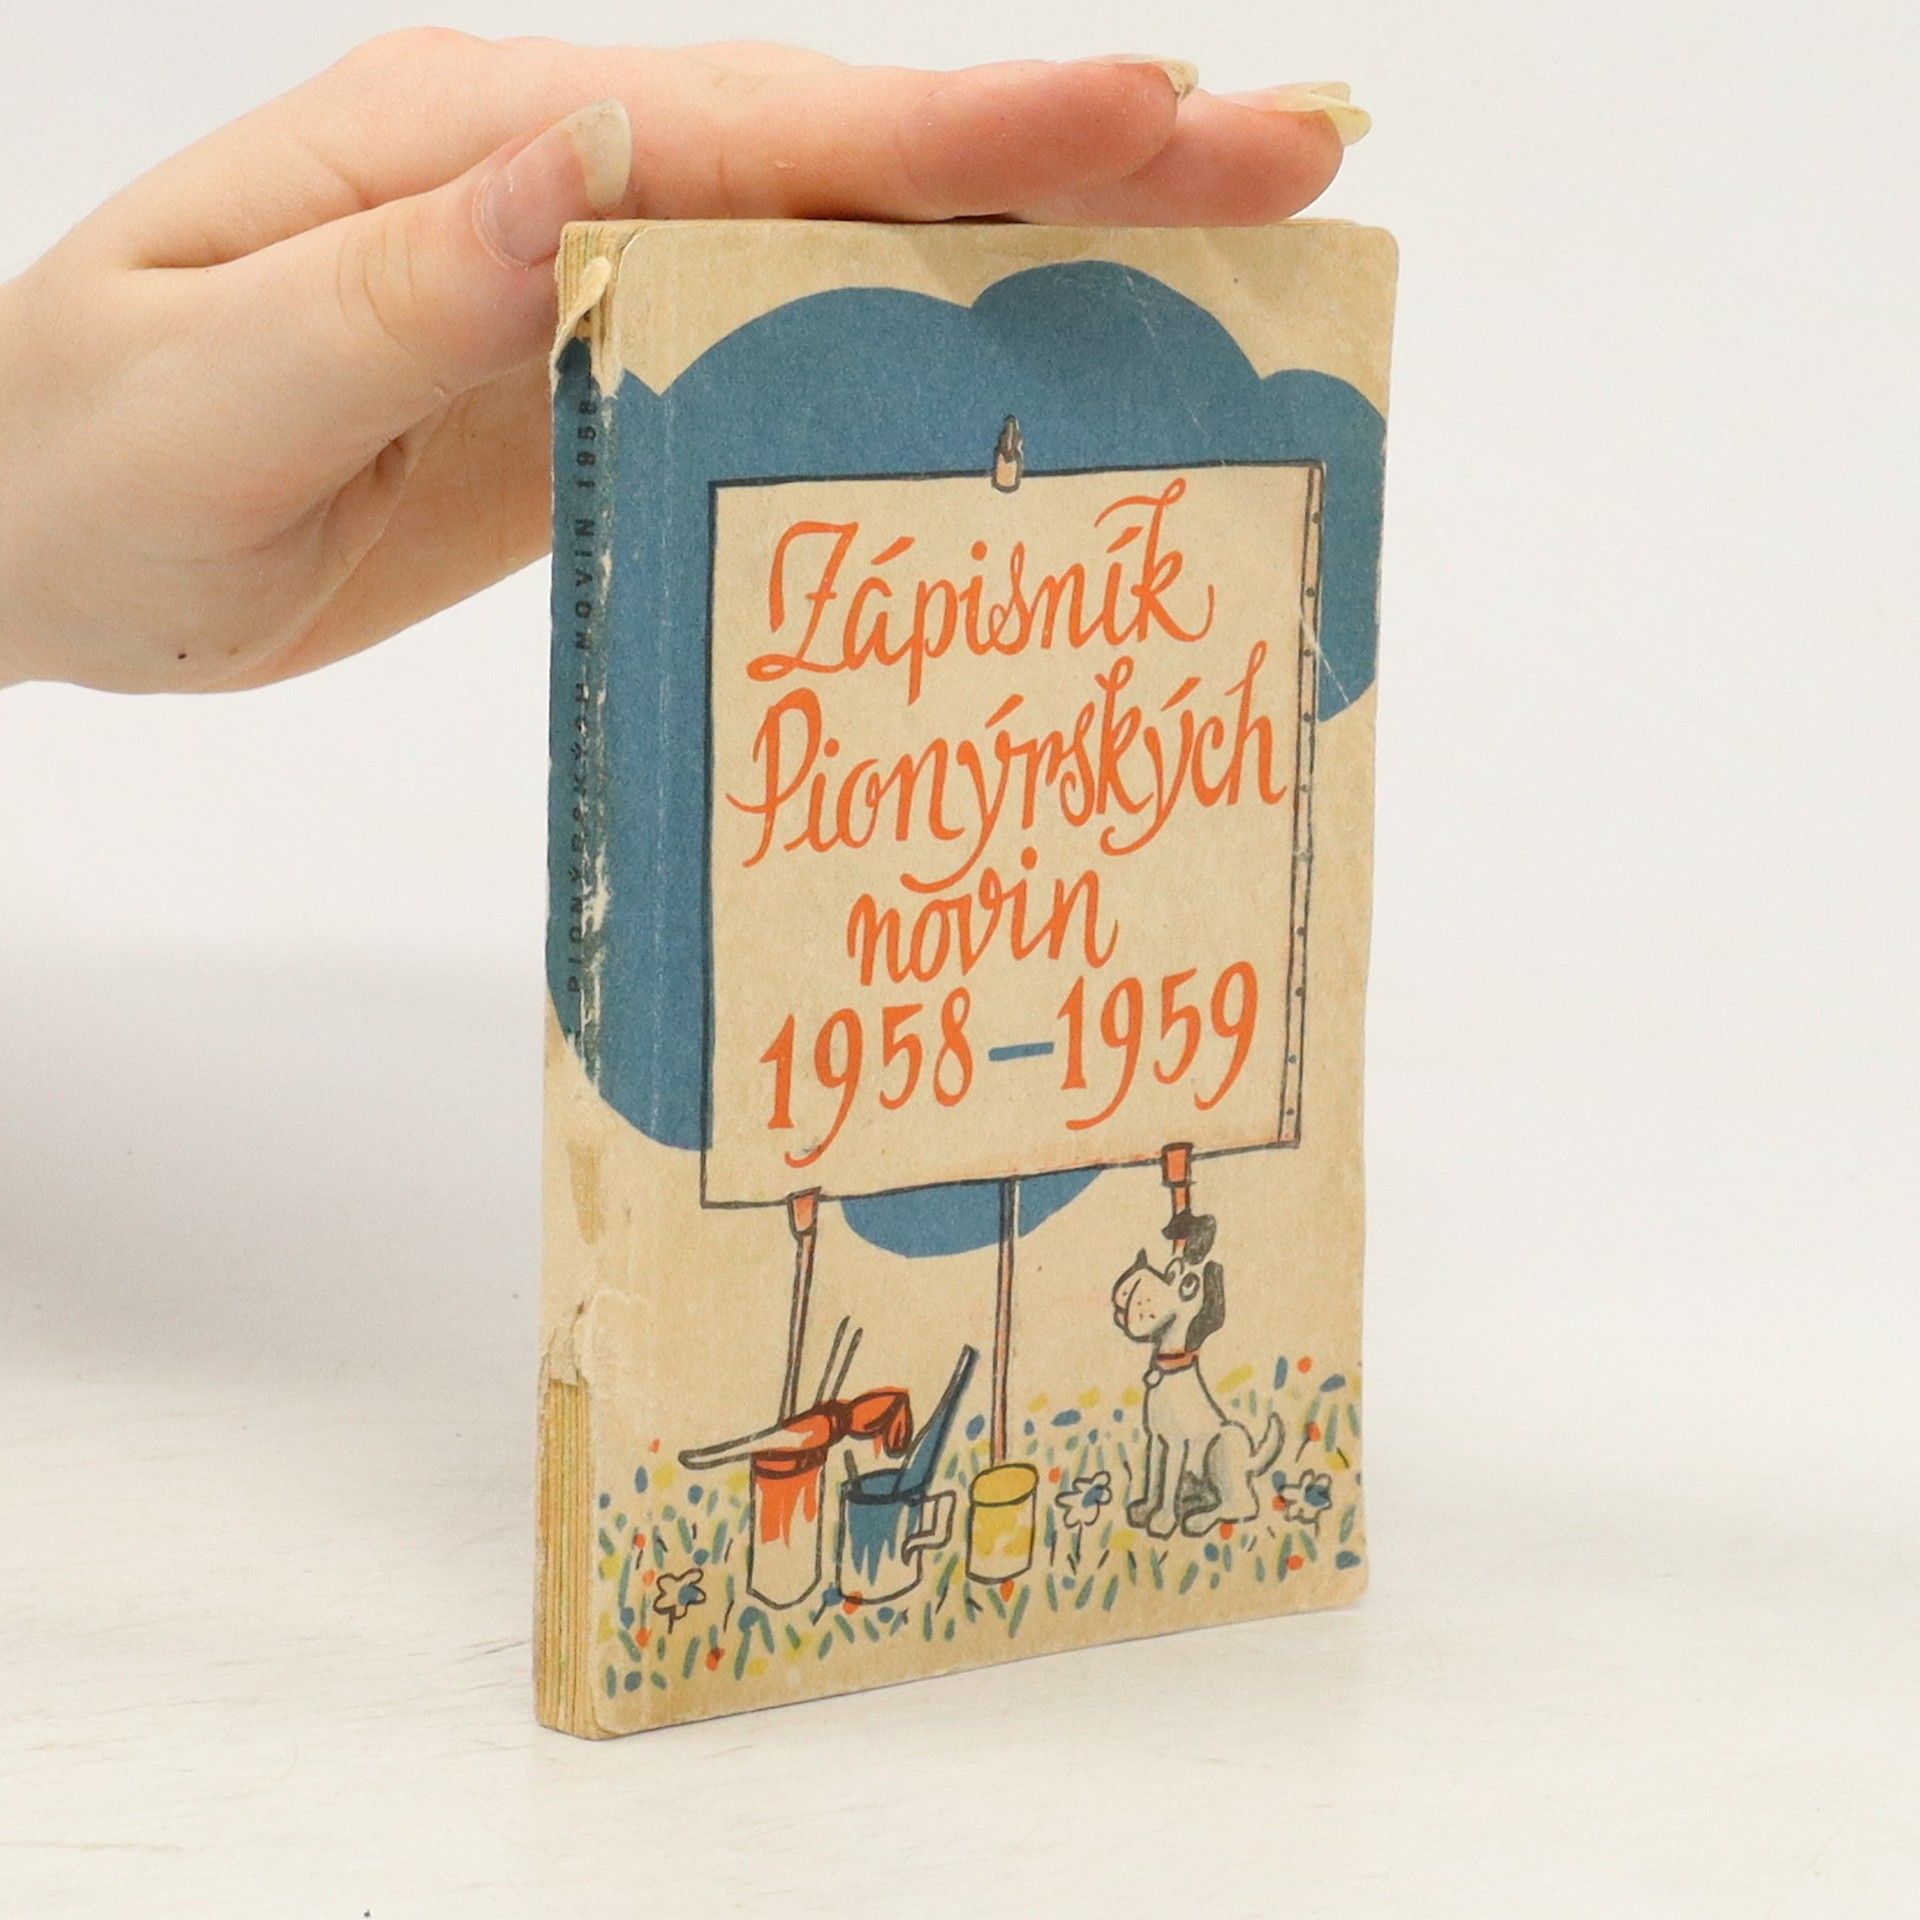 Zápisník
Pionýrských
novin
1958–1959
PIONÝRSKÝCH NOVIN 1958